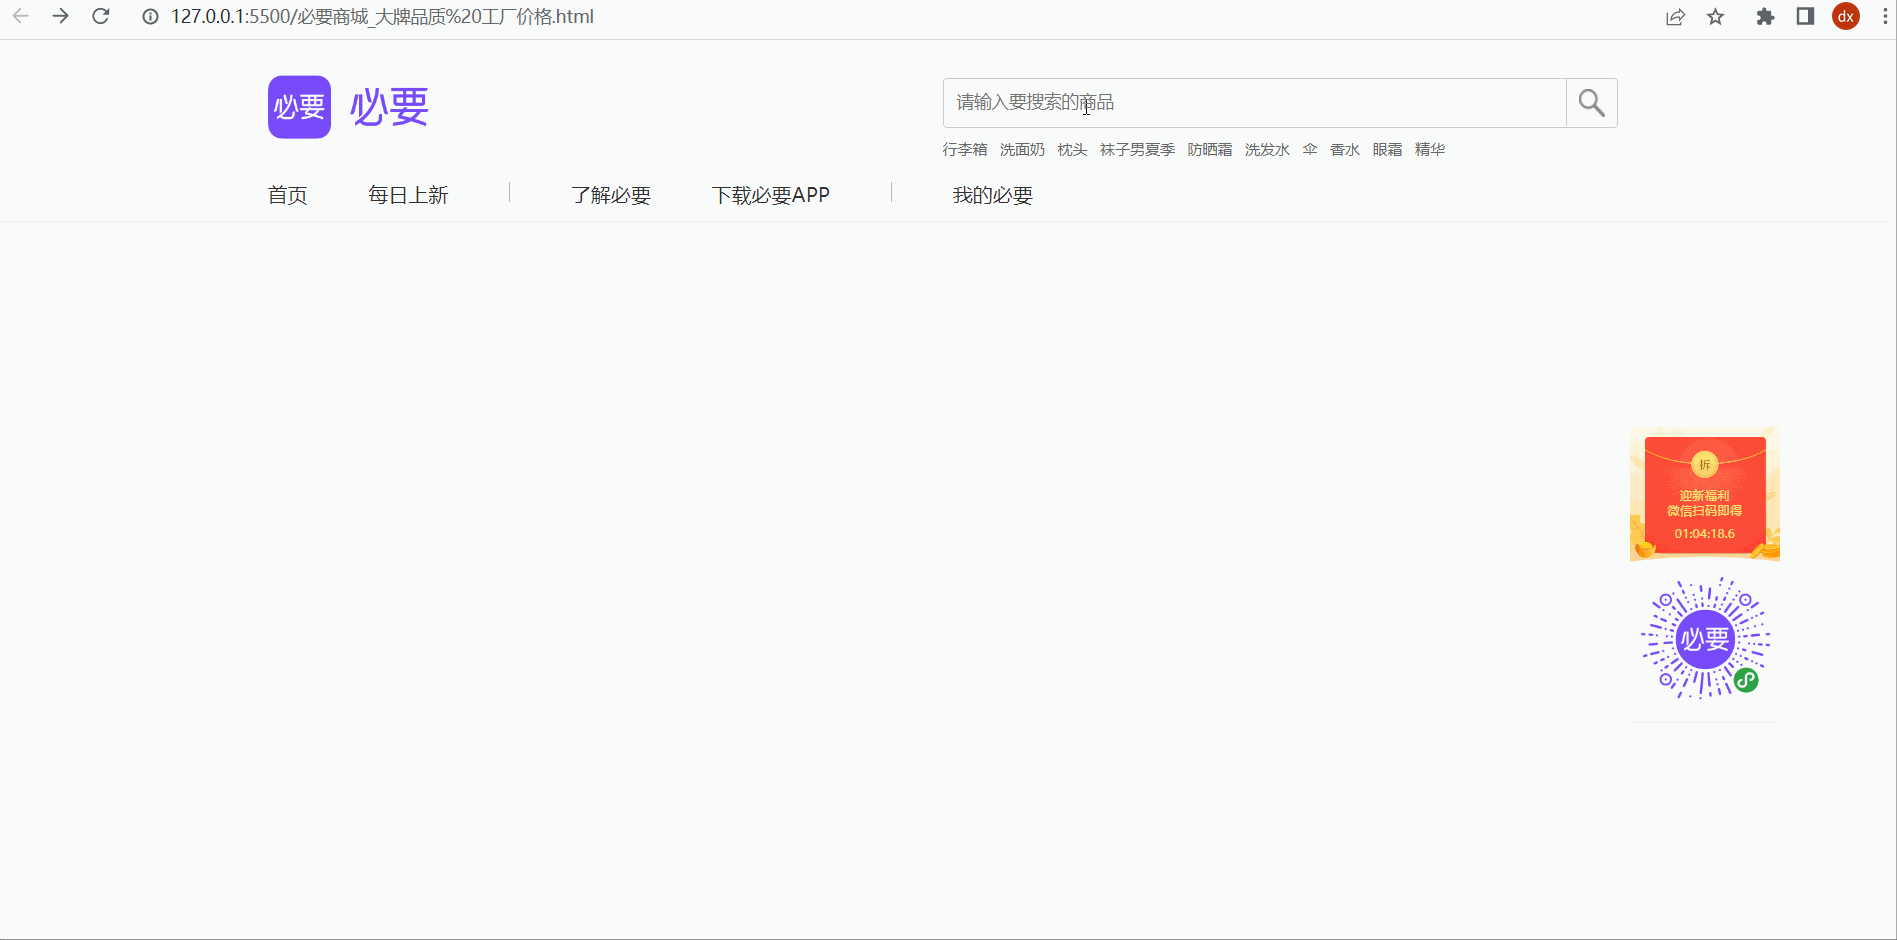 127.0.0.1:5500/必要商城_大牌品质%20工厂价格.html
dx
必要 必要
请输入要搜索的商品
行李箱 洗面奶 枕头 袜子男夏季 防晒霜 洗发水 伞 香水 眼霜 精华
首页 每日上新 了解必要 下载必要APP 我的必要
拆
迎新福利
微信扫码即得
01:04:18.6
必要